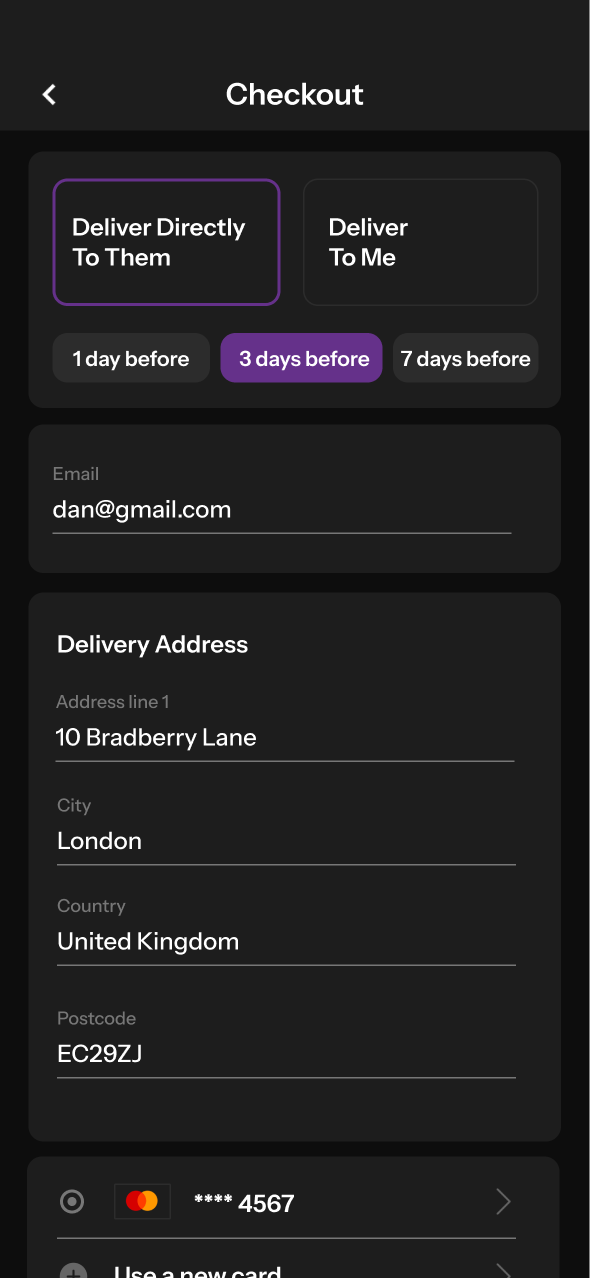 Checkout
Deliver Directly
To Them
Deliver
To Me
1 day before
3 days before
7 days before
Email
dan@gmail.com
Delivery Address
Address line 1
10 Bradberry Lane
City
London
Country
United Kingdom
Postcode
EC29ZJ
**** 4567
Use a new card